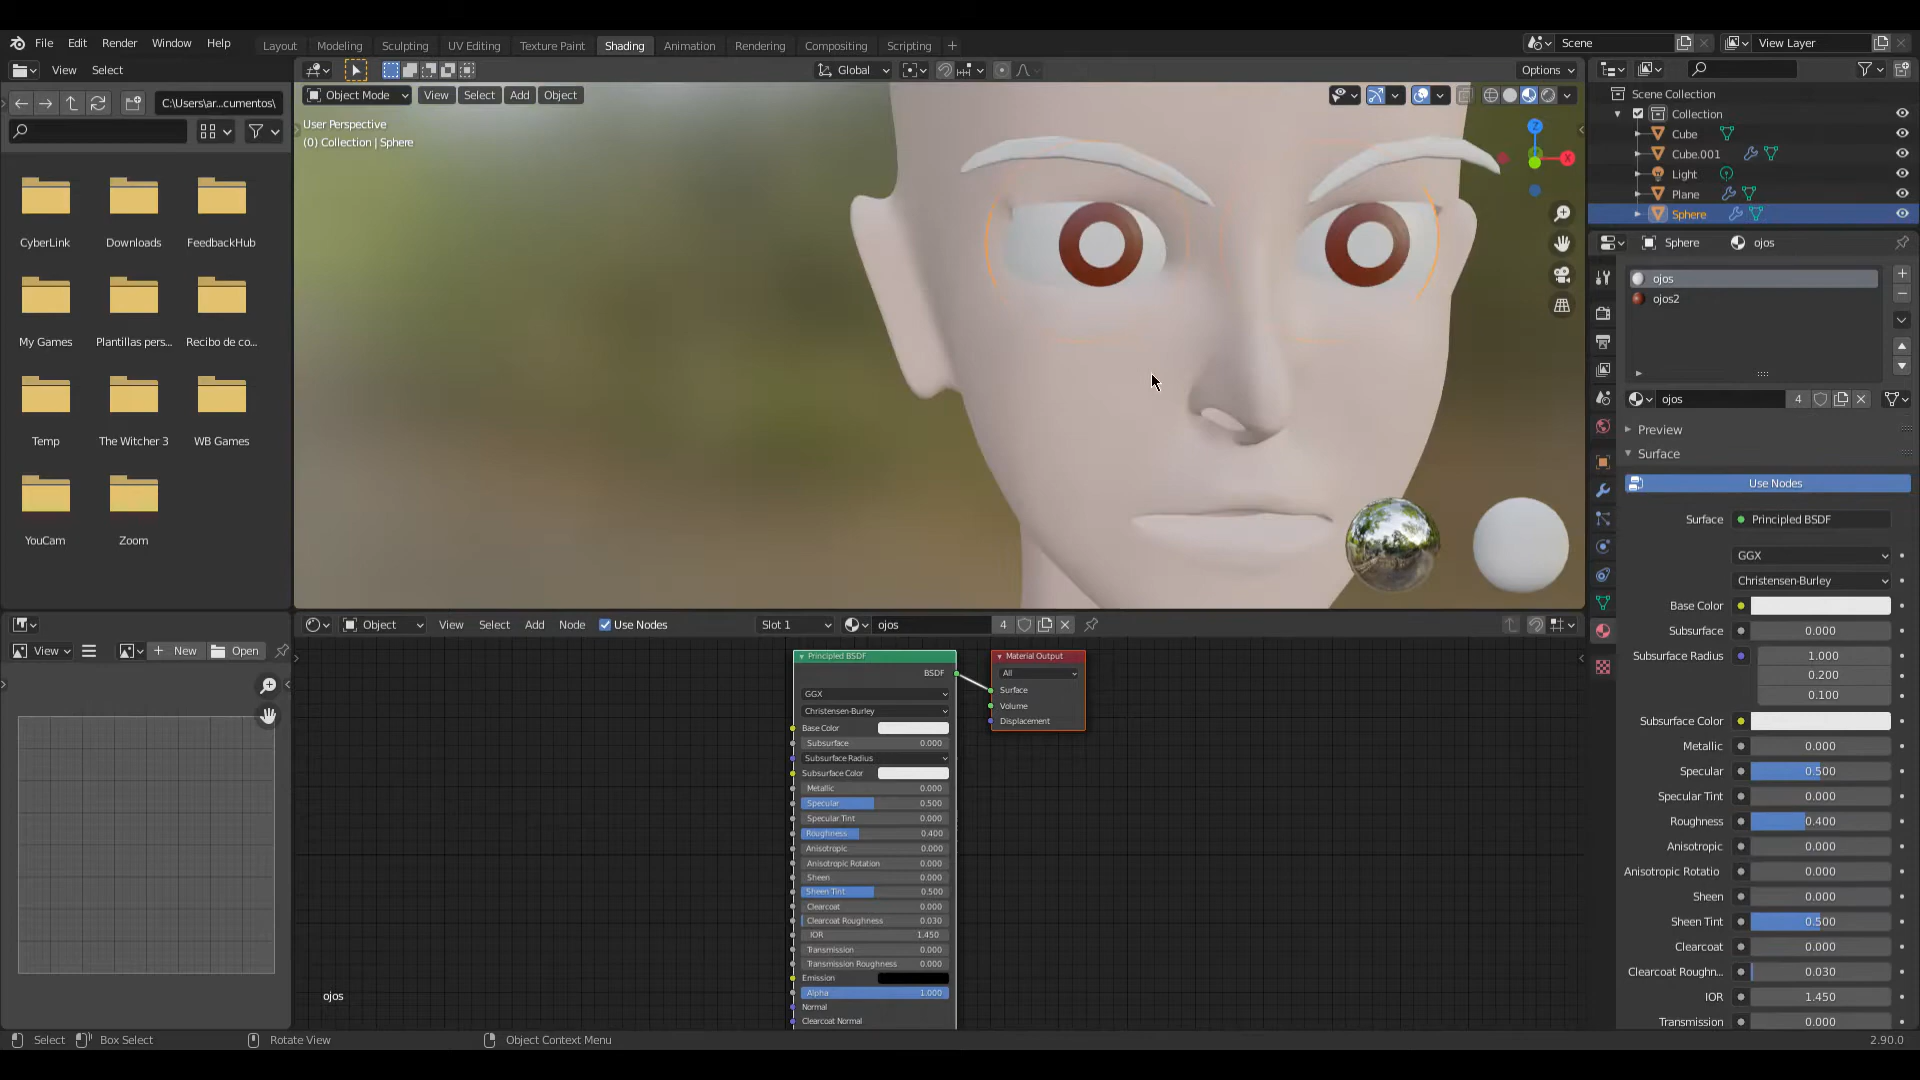 File Edit Render Window Help
Layout Modeling Sculpting UV Editing Texture Paint Shading Animation Rendering Compositing Scripting
Scene
View Layer
View Select
Global
Options
C:\Users\ar...cumentos\
Object Mode View Select Add Object
User Perspective
(0) Collection | Sphere
Z
X
CyberLink Downloads FeedbackHub
My Games Plantillas pers... Recibo de co...
Temp The Witcher 3 WB Games
YouCam Zoom
Scene Collection
Collection
Cube
Cube.001
Light
Plane
Sphere
Sphere ojos
ojos
ojos2
ojos 4
Preview
Surface
Use Nodes
Surface Principled BSDF
GGX
Christensen-Burley
Base Color
Subsurface 0.000
Subsurface Radius 1.000
0.200
0.100
Subsurface Color
Metallic 0.000
Specular 0.500
Specular Tint 0.000
Roughness 0.400
Anisotropic 0.000
Anisotropic Rotatio 0.000
Sheen 0.000
Sheen Tint 0.500
Clearcoat 0.000
Clearcoat Roughn... 0.030
IOR 1.450
Transmission 0.000
View New Open
Object View Select Add Node Use Nodes Slot 1 ojos 4
Principled BSDF
BSDF
GGX
Christensen-Burley
Base Color
Subsurface 0.000
Subsurface Radius
Subsurface Color
Metallic 0.000
Specular 0.500
Specular Tint 0.000
Roughness 0.400
Anisotropic 0.000
Anisotropic Rotation 0.000
Sheen 0.000
Sheen Tint 0.500
Clearcoat 0.000
Clearcoat Roughness 0.030
IOR 1.450
Transmission 0.000
Transmission Roughness 0.000
Emission
Alpha 1.000
Normal
Clearcoat Normal
Material Output
All
Surface
Volume
Displacement
ojos
Select Box Select Rotate View Object Context Menu 2.90.0